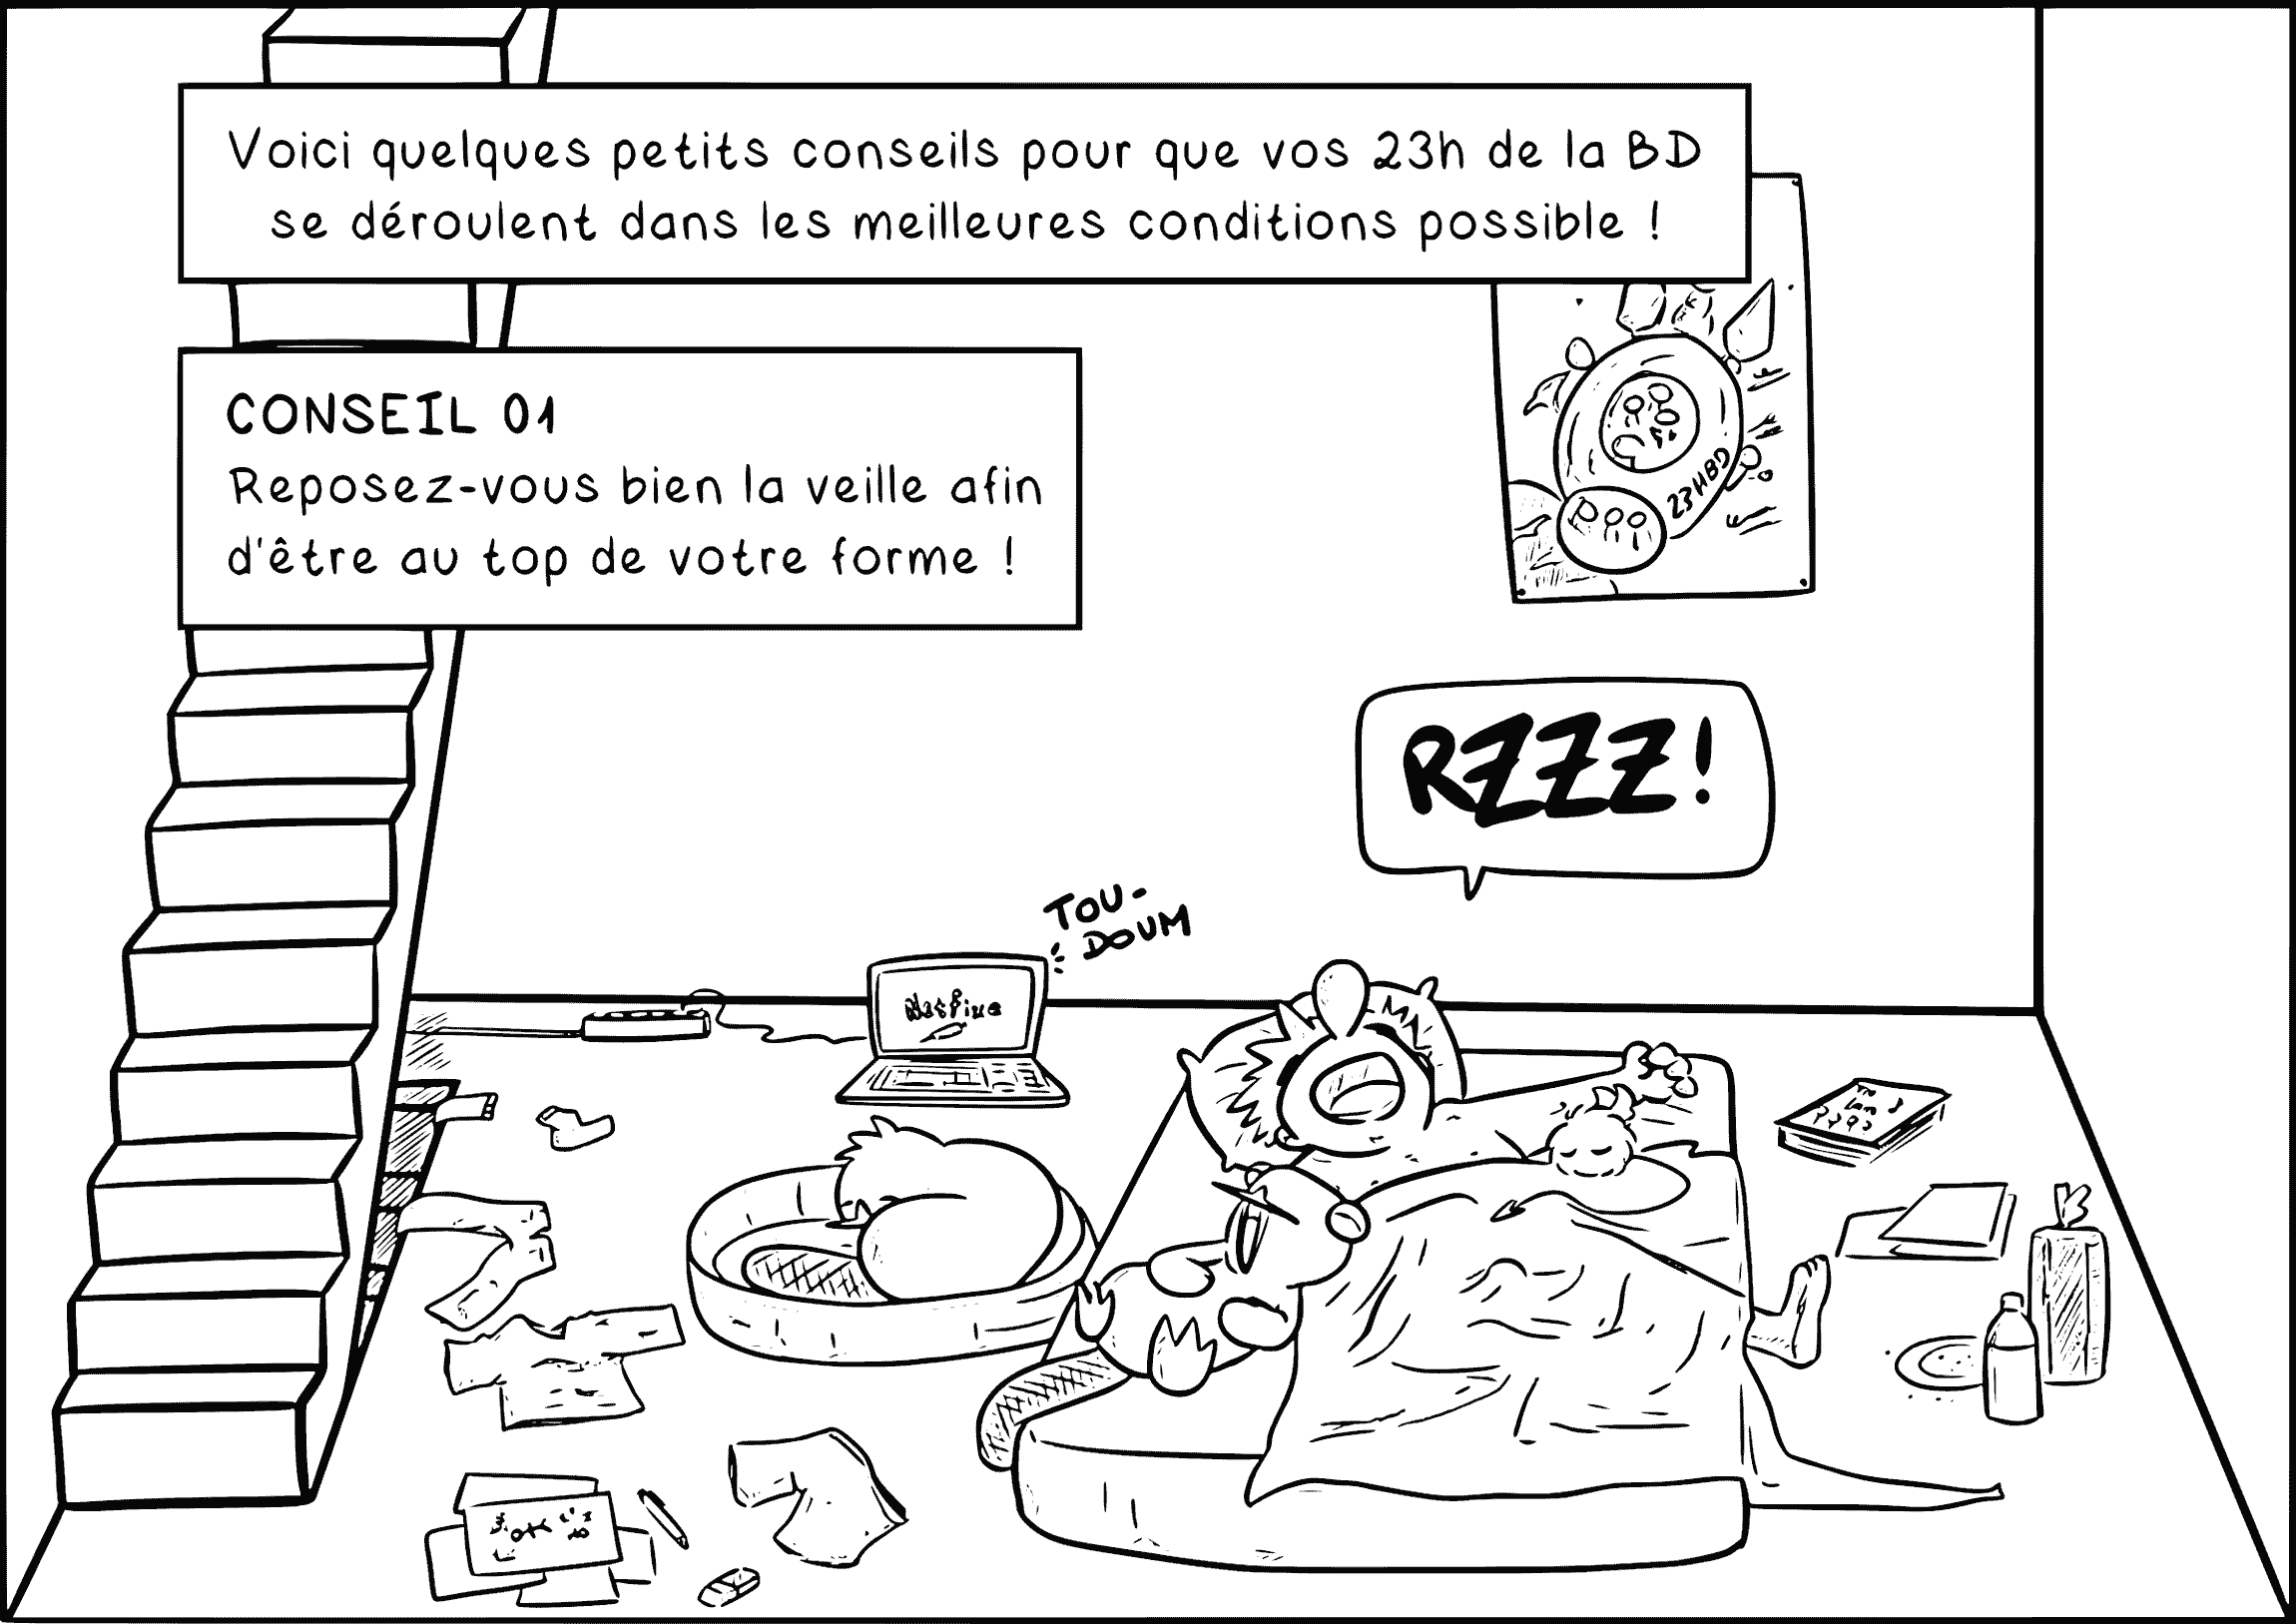 Voici quelques petits conseils pour que vos 23h de la BD
se déroulent dans les meilleures conditions possible !
CONSEIL 01
Reposez-vous bien la veille afin
d'être au top de votre forme !
23HBD
RZZZ!
TOU-
DOUM